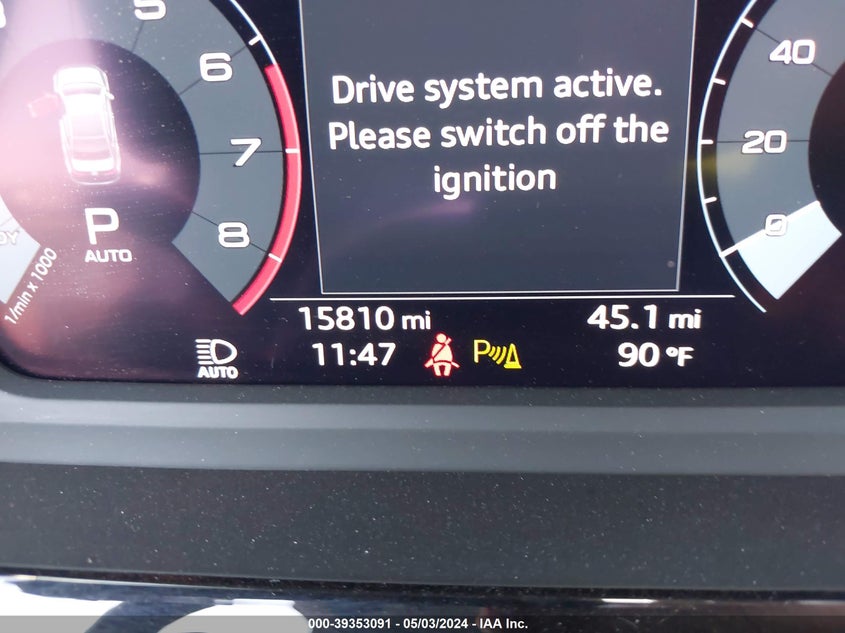 5
6
7
8
1/min x 1000
P
AUTO
Drive system active.
Please switch off the
ignition
40
20
0
15810 mi
45.1 mi
AUTO
11:47
P
90 °F
000-39353091 - 05/03/2024 - IAA Inc.